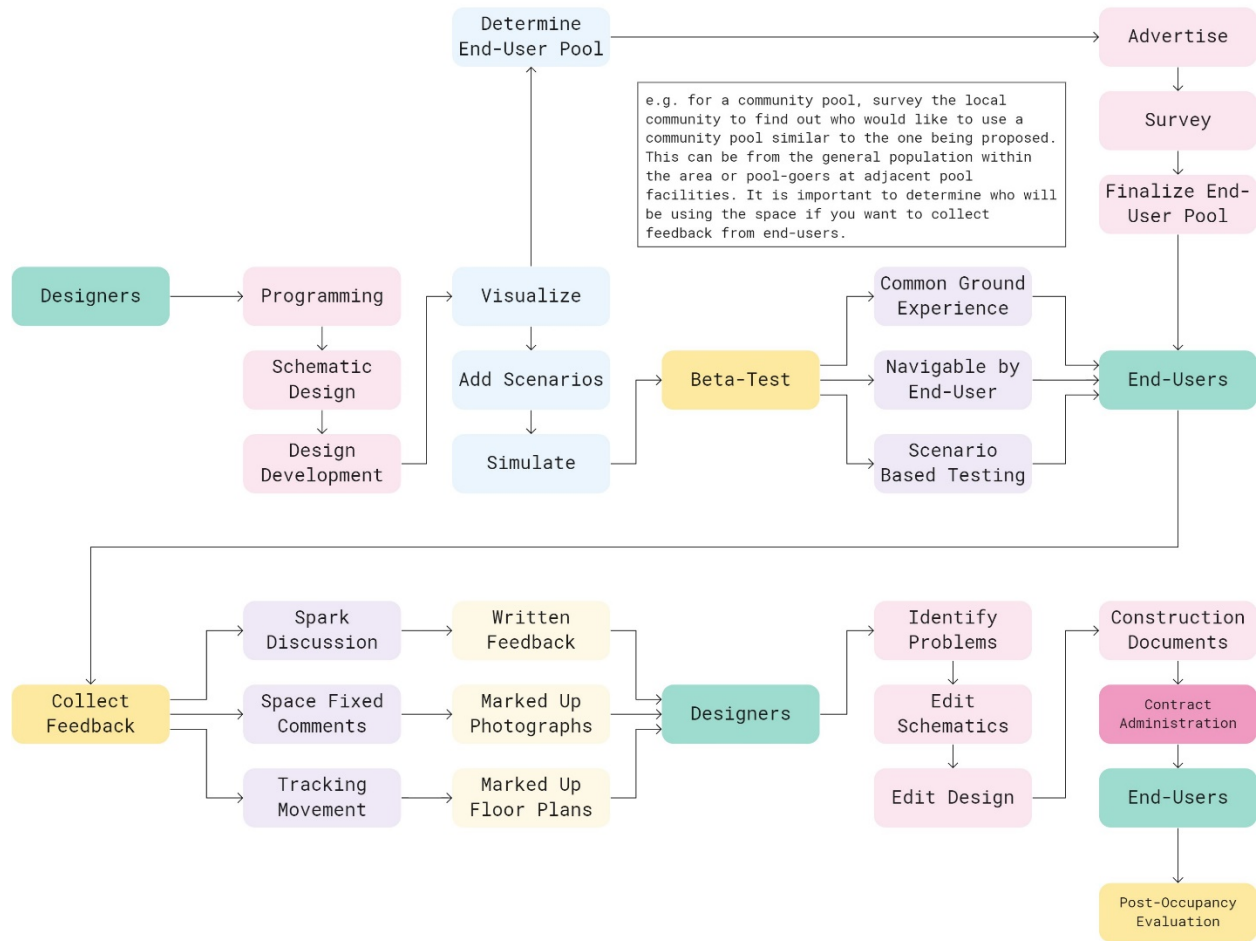 Determine
End-User Pool
Advertise
e.g. for a community pool, survey the local
community to find out who would like to use a
community pool similar to the one being proposed.
This can be from the general population within
the area or pool-goers at adjacent pool
facilities. It is important to determine who will
be using the space if you want to collect
feedback from end-users.
Survey
Finalize End-
User Pool
Designers
Programming
Schematic
Design
Design
Development
Visualize
Add Scenarios
Simulate
Beta-Test
Common Ground
Experience
Navigable by
End-User
Scenario
Based Testing
End-Users
Collect
Feedback
Spark
Discussion
Space Fixed
Comments
Tracking
Movement
Written
Feedback
Marked Up
Photographs
Marked Up
Floor Plans
Designers
Identify
Problems
Edit
Schematics
Edit Design
Construction
Documents
Contract
Administration
End-Users
Post-Occupancy
Evaluation